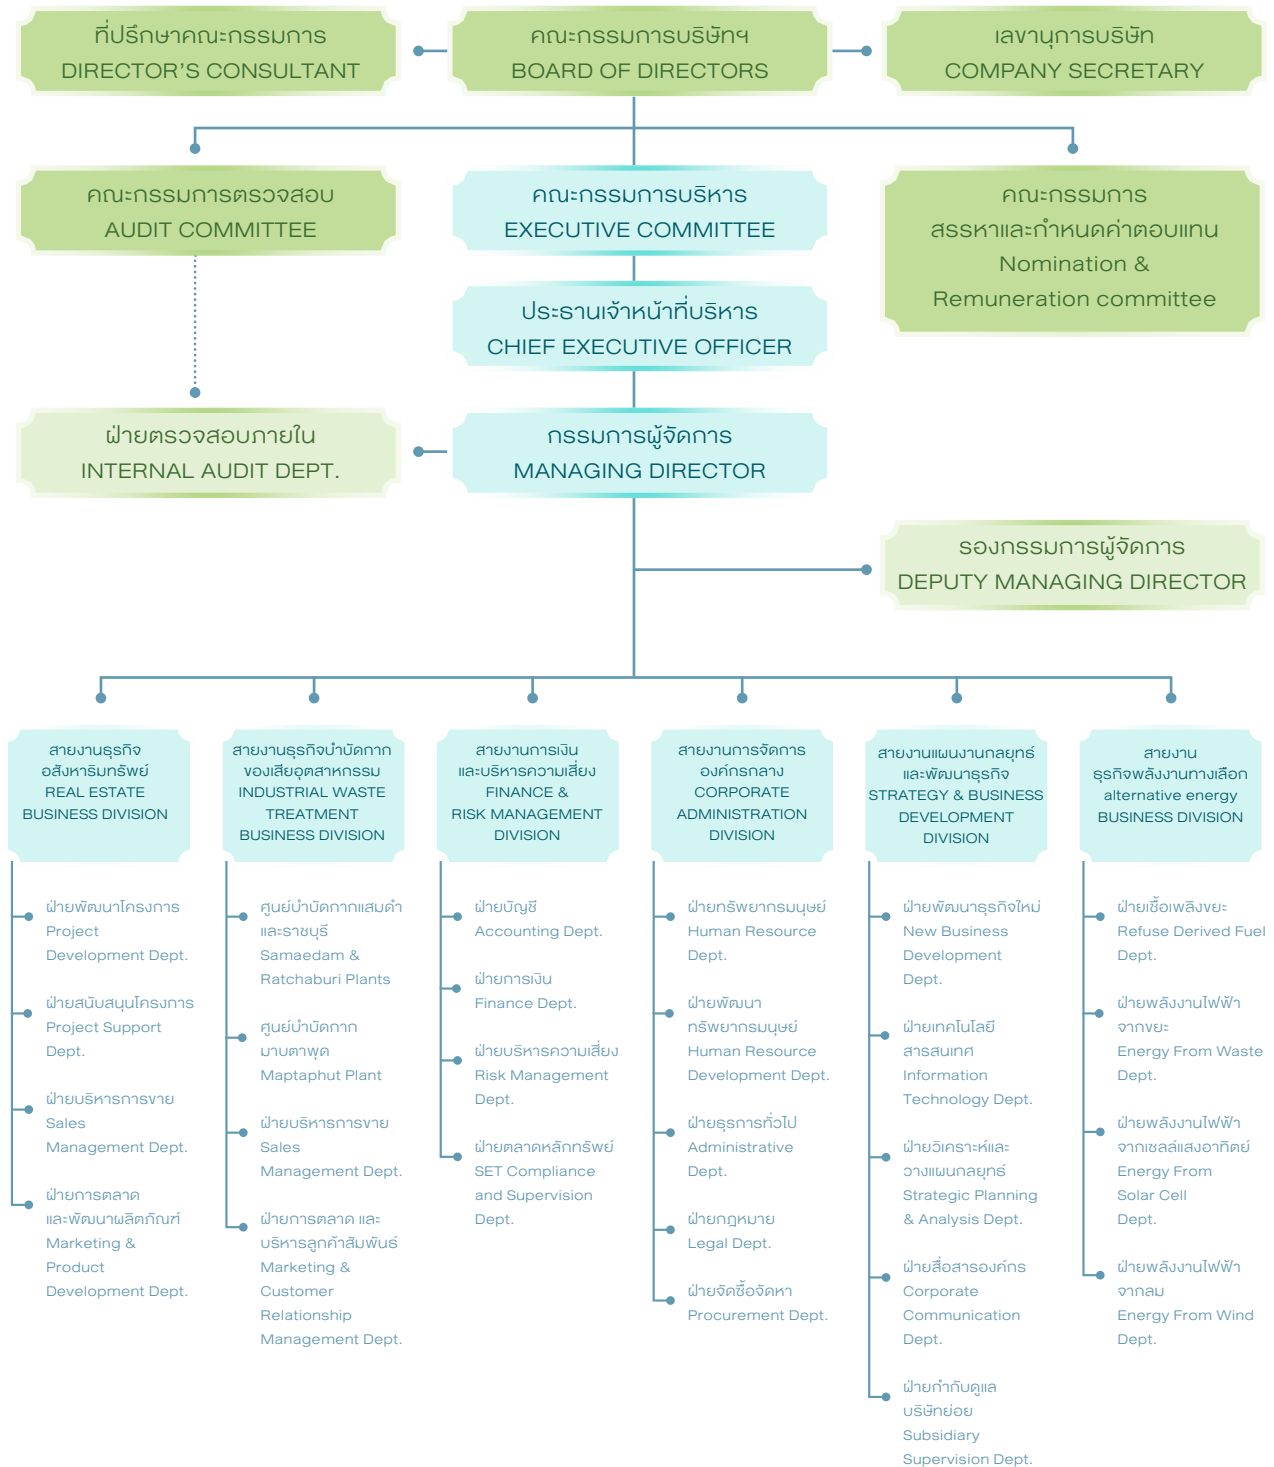 ที่ปรึกษาคณะกรรมการ
DIRECTOR'S CONSULTANT
คณะกรรมการบริษัทฯ
BOARD OF DIRECTORS
เลขานุการบริษัท
COMPANY SECRETARY
คณะกรรมการตรวจสอบ
AUDIT COMMITTEE
คณะกรรมการบริหาร
EXECUTIVE COMMITTEE
คณะกรรมการ
สรรหาและกำหนดค่าตอบแทน
Nomination &
Remuneration committee
ประธานเจ้าหน้าที่บริหาร
CHIEF EXECUTIVE OFFICER
ฝ่ายตรวจสอบภายใน
INTERNAL AUDIT DEPT.
กรรมการผู้จัดการ
MANAGING DIRECTOR
รองกรรมการผู้จัดการ
DEPUTY MANAGING DIRECTOR
สายงานธุรกิจ
อสังหาริมทรัพย์
REAL ESTATE
BUSINESS DIVISION
ฝ่ายพัฒนาโครงการ
Project
Development Dept.
ฝ่ายสนับสนุนโครงการ
Project Support
Dept.
ฝ่ายบริหารการขาย
Sales
Management Dept.
ฝ่ายการตลาด
และพัฒนาผลิตภัณฑ์
Marketing &
Product
Development Dept.
สายงานธุรกิจบำบัดกาก
ของเสียอุตสาหกรรม
INDUSTRIAL WASTE
TREATMENT
BUSINESS DIVISION
ศูนย์บำบัดกากแสมดำ
และราชบุรี
Samaedam &
Ratchaburi Plants
ศูนย์บำบัดกาก
มาบตาพุด
Maptaphut Plant
ฝ่ายบริหารการขาย
Sales
Management Dept.
ฝ่ายการตลาด และ
บริหารลูกค้าสัมพันธ์
Marketing &
Customer
Relationship
Management Dept.
สายงานการเงิน
และบริหารความเสี่ยง
FINANCE &
RISK MANAGEMENT
DIVISION
ฝ่ายบัญชี
Accounting Dept.
ฝ่ายการเงิน
Finance Dept.
ฝ่ายบริหารความเสี่ยง
Risk Management
Dept.
ฝ่ายตลาดหลักทรัพย์
SET Compliance
and Supervision
Dept.
สายงานการจัดการ
องค์กรกลาง
CORPORATE
ADMINISTRATION
DIVISION
ฝ่ายทรัพยากรมนุษย์
Human Resource
Dept.
ฝ่ายพัฒนา
ทรัพยากรมนุษย์
Human Resource
Development Dept.
ฝ่ายธุรการทั่วไป
Administrative
Dept.
ฝ่ายกฎหมาย
Legal Dept.
ฝ่ายจัดซื้อจัดหา
Procurement Dept.
สายงานแผนงานกลยุทธ์
และพัฒนาธุรกิจ
STRATEGY & BUSINESS
DEVELOPMENT
DIVISION
ฝ่ายพัฒนาธุรกิจใหม่
New Business
Development
Dept.
ฝ่ายเทคโนโลยี
สารสนเทศ
Information
Technology Dept.
ฝ่ายวิเคราะห์และ
วางแผนกลยุทธ์
Strategic Planning
& Analysis Dept.
ฝ่ายสื่อสารองค์กร
Corporate
Communication
Dept.
ฝ่ายกำกับดูแล
บริษัทย่อย
Subsidiary
Supervision Dept.
สายงาน
ธุรกิจพลังงานทางเลือก
alternative energy
BUSINESS DIVISION
ฝ่ายเชื้อเพลิงขยะ
Refuse Derived Fuel
Dept.
ฝ่ายพลังงานไฟฟ้า
จากขยะ
Energy From Waste
Dept.
ฝ่ายพลังงานไฟฟ้า
จากเซลล์แสงอาทิตย์
Energy From
Solar Cell
Dept.
ฝ่ายพลังงานไฟฟ้า
จากลม
Energy From Wind
Dept.